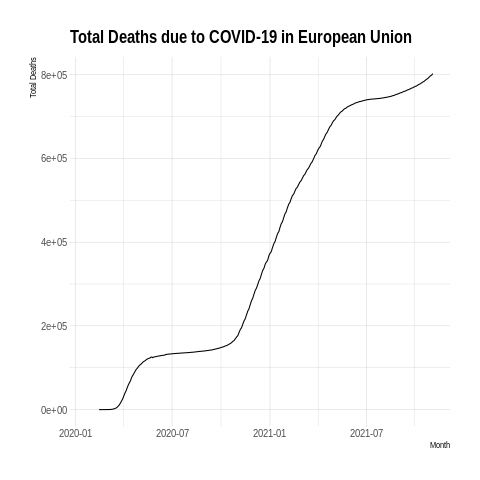 Total Deaths due to COVID-19 in European Union
Total Deaths
8e+05
6e+05
4e+05
2e+05
0e+00
2020-01 2020-07 2021-01 2021-07
Month